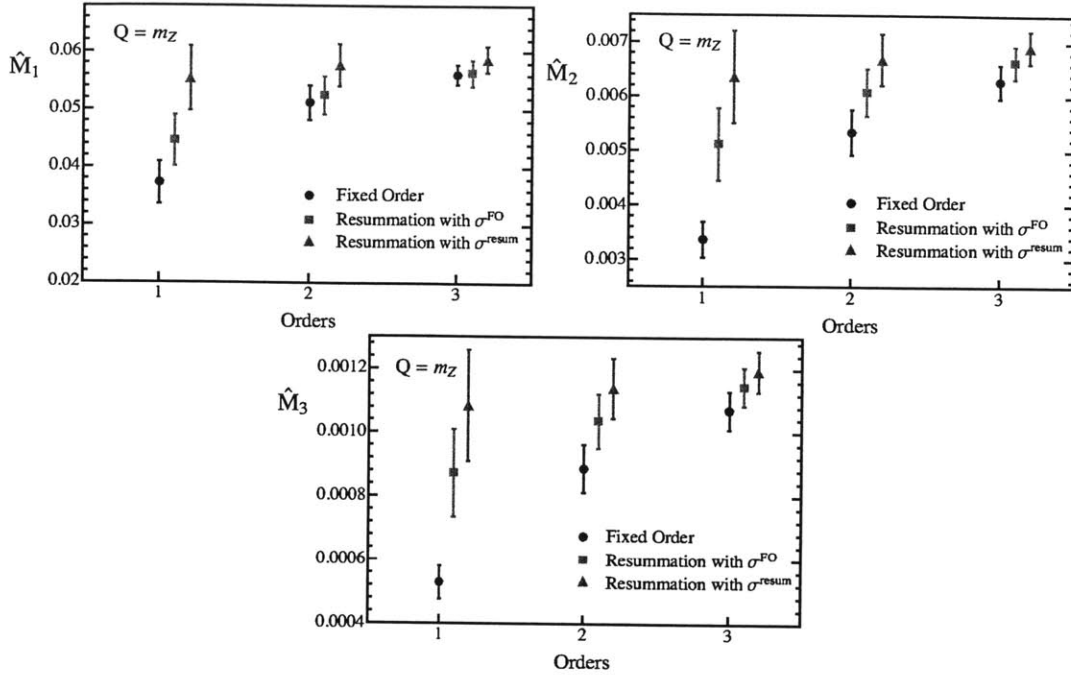 Q = m_Z
M̂₁
0.06
0.05
0.04
0.03
0.02
1 2 3
Orders
Fixed Order
Resummation with σ^FO
Resummation with σ^resum
Q = m_Z
M̂₂
0.007
0.006
0.005
0.004
0.003
1 2 3
Orders
Fixed Order
Resummation with σ^FO
Resummation with σ^resum
Q = m_Z
M̂₃
0.0012
0.0010
0.0008
0.0006
0.0004
1 2 3
Orders
Fixed Order
Resummation with σ^FO
Resummation with σ^resum